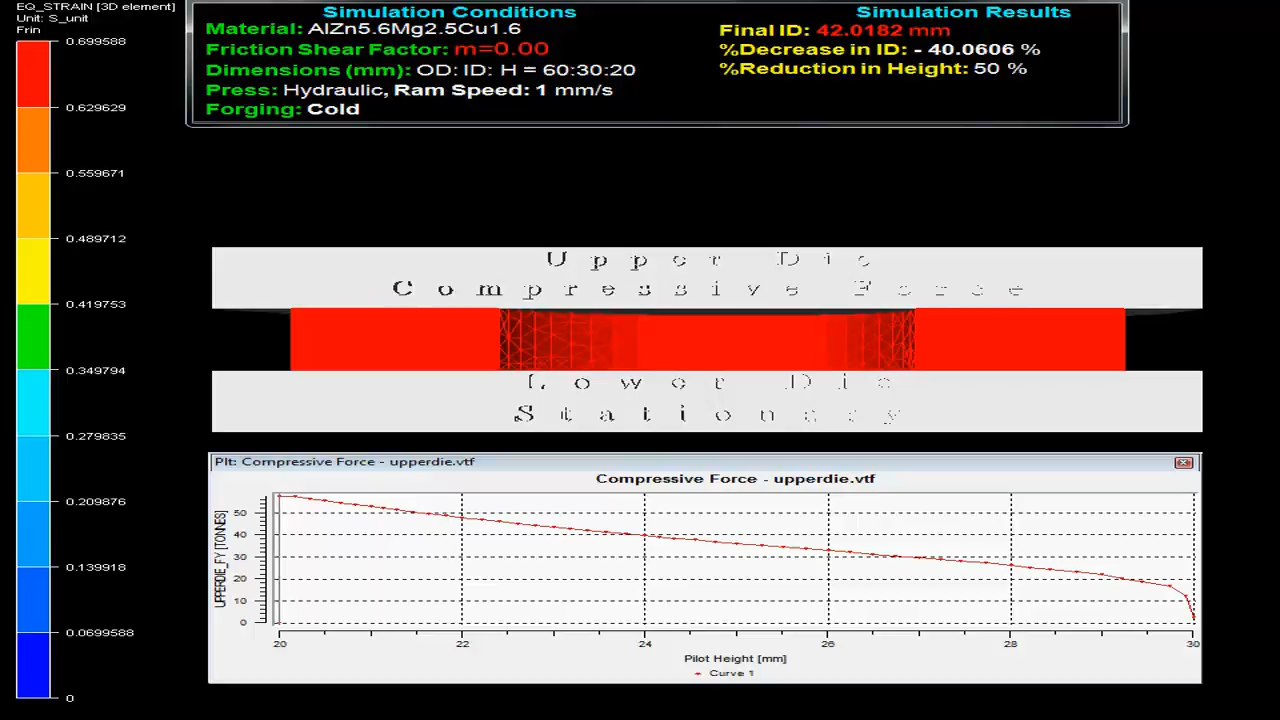 EQ_STRAIN [3D element]
Unit: S_unit
Frin
0.699588
0.629629
0.559671
0.489712
0.419753
0.349794
0.279835
0.209876
0.139918
0.0699588
0
Simulation Conditions
Material: AlZn5.6Mg2.5Cu1.6
Friction Shear Factor: m=0.00
Dimensions (mm): OD: ID: H = 60:30:20
Press: Hydraulic, Ram Speed: 1 mm/s
Forging: Cold
Simulation Results
Final ID: 42.0182 mm
%Decrease in ID: - 40.0606 %
%Reduction in Height: 50 %
Upper Die
Compressive Force
Lower Die
Stationary
Plt: Compressive Force - upperdie.vtf
Compressive Force - upperdie.vtf
UPPERDIE_FY [TONNES]
50
40
30
20
10
0
20 22 24 26 28 30
Pilot Height [mm]
Curve 1